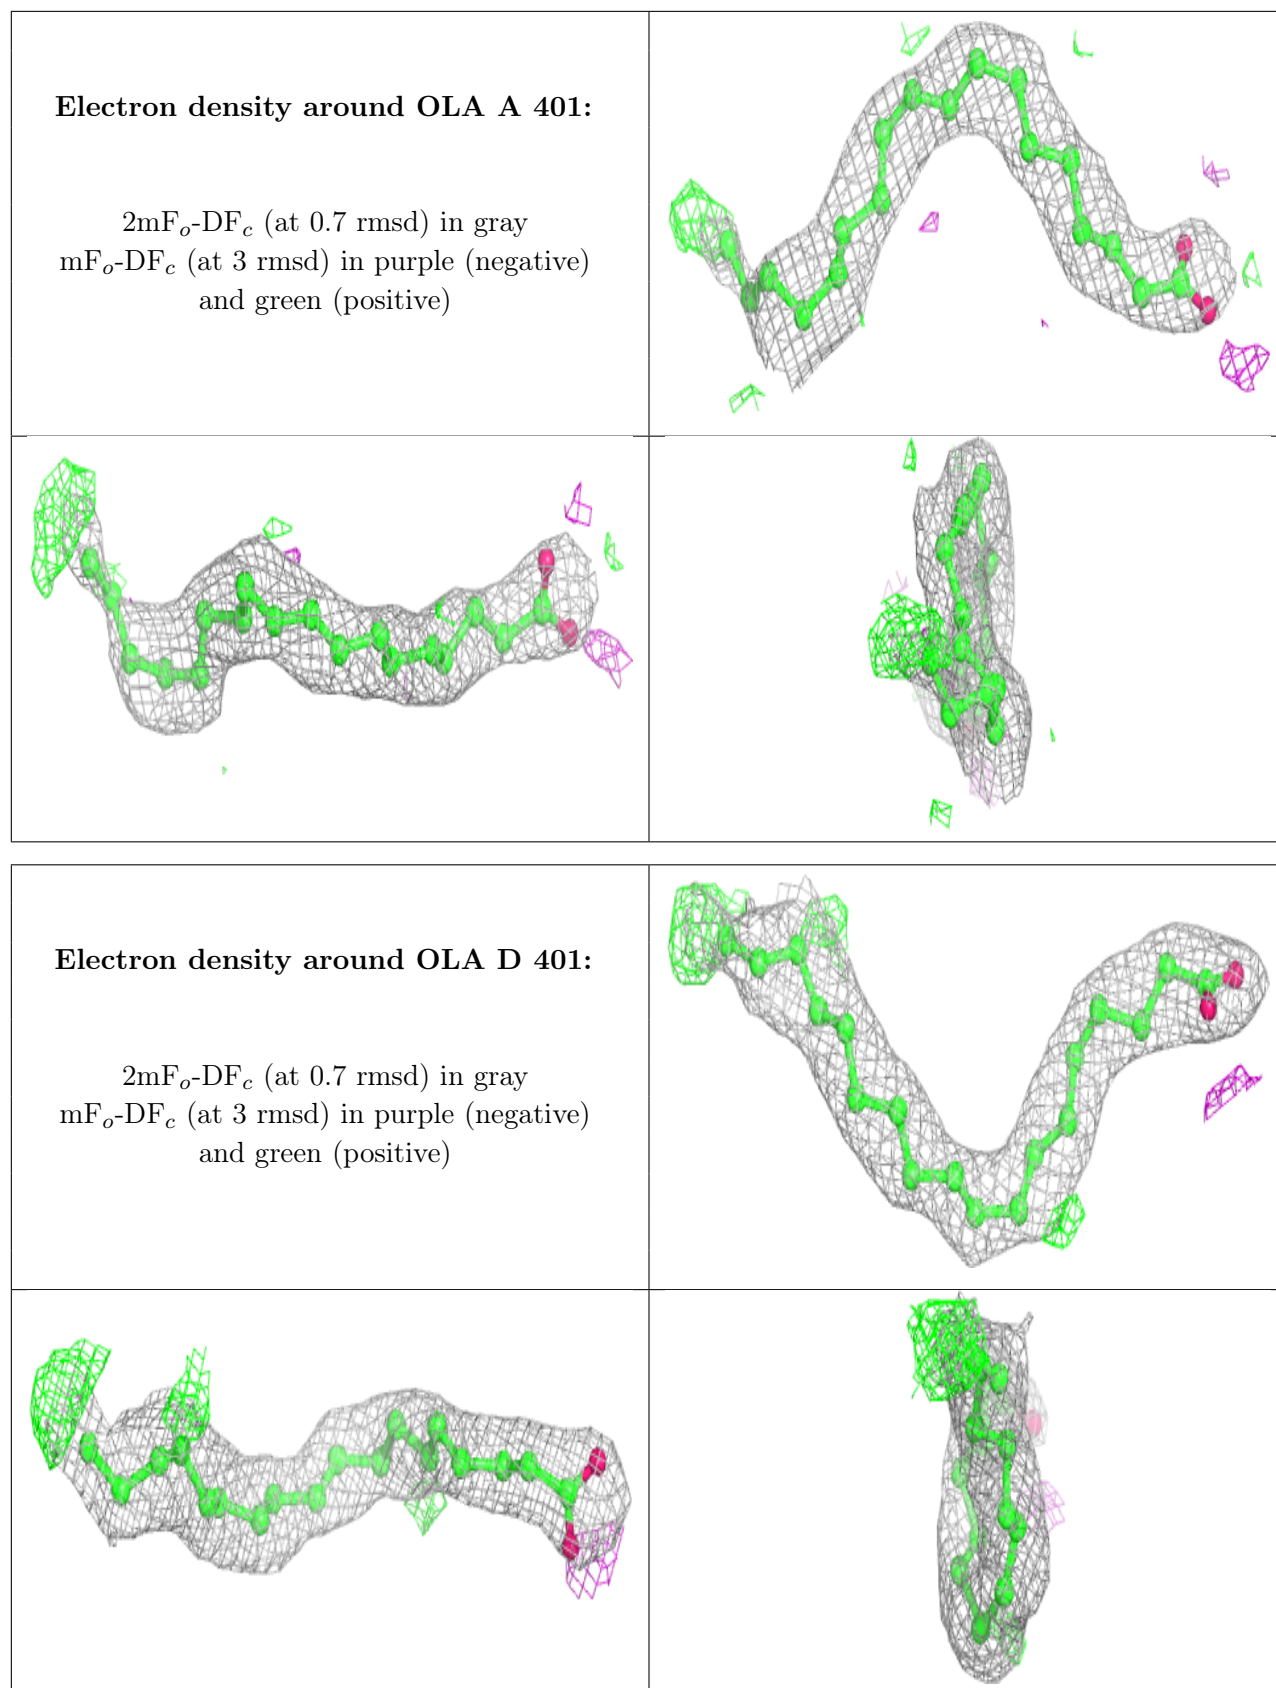 Electron density around OLA A 401:
2mFₒ-DF𝒸 (at 0.7 rmsd) in gray
mFₒ-DF𝒸 (at 3 rmsd) in purple (negative)
and green (positive)
Electron density around OLA D 401:
2mFₒ-DF𝒸 (at 0.7 rmsd) in gray
mFₒ-DF𝒸 (at 3 rmsd) in purple (negative)
and green (positive)